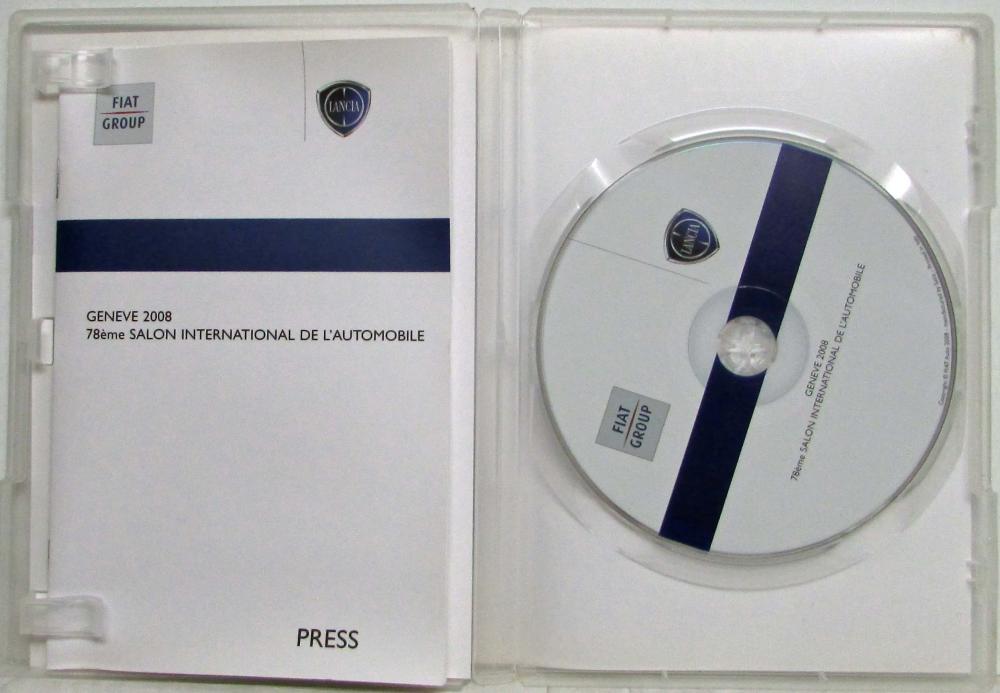 FIAT
GROUP
LANCIA
GENEVE 2008
78ème SALON INTERNATIONAL DE L'AUTOMOBILE
PRESS
LANCIA
FIAT
GROUP
GENEVE 2008
78ème SALON INTERNATIONAL DE L'AUTOMOBILE